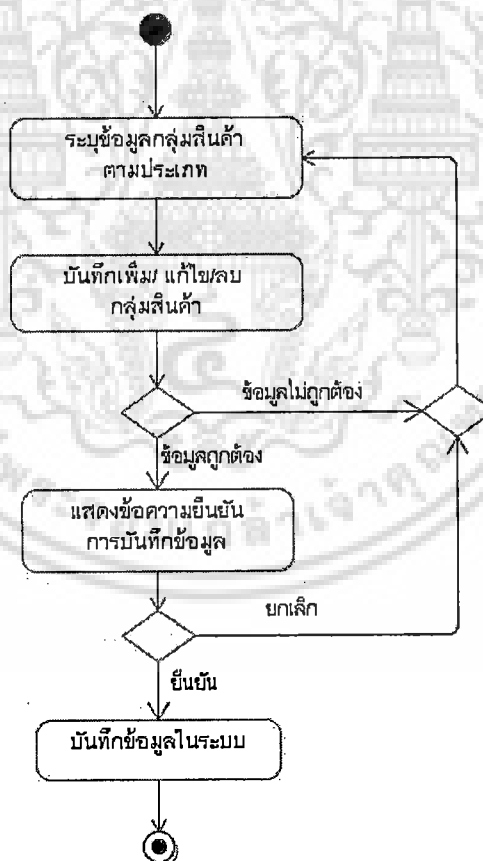 ระบุข้อมูลกลุ่มสินค้า
ตามประเภท
บันทึกเพิ่ม/ แก้ไข/ลบ
กลุ่มสินค้า
ข้อมูลไม่ถูกต้อง
ข้อมูลถูกต้อง
แสดงข้อความยืนยัน
การบันทึกข้อมูล
ยกเลิก
ยืนยัน
บันทึกข้อมูลในระบบ